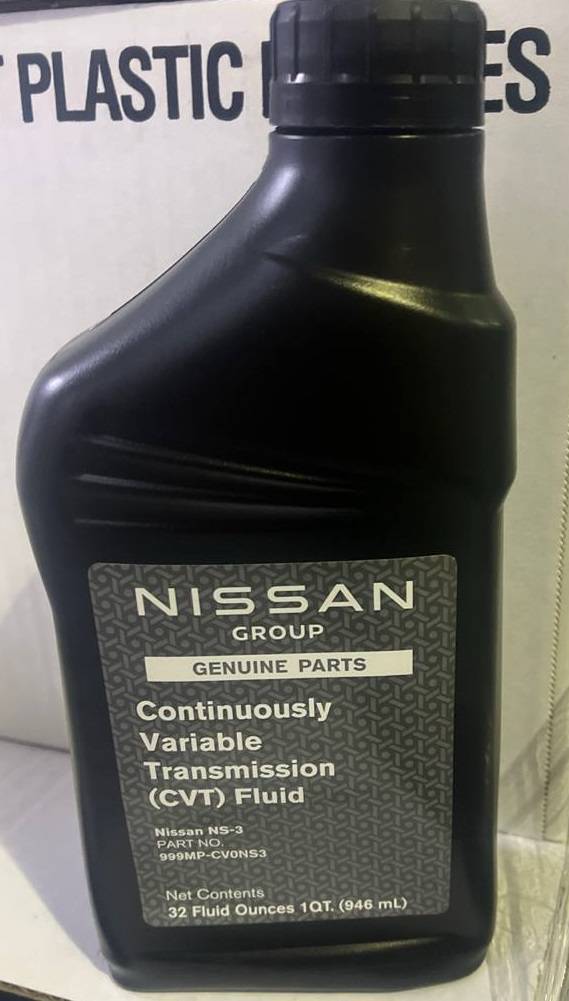 PLASTIC
ES
NISSAN
GROUP
GENUINE PARTS
Continuously
Variable
Transmission
(CVT) Fluid
Nissan NS-3
PART NO.
999MP-CV0NS3
Net Contents
32 Fluid Ounces 1QT. (946 mL)